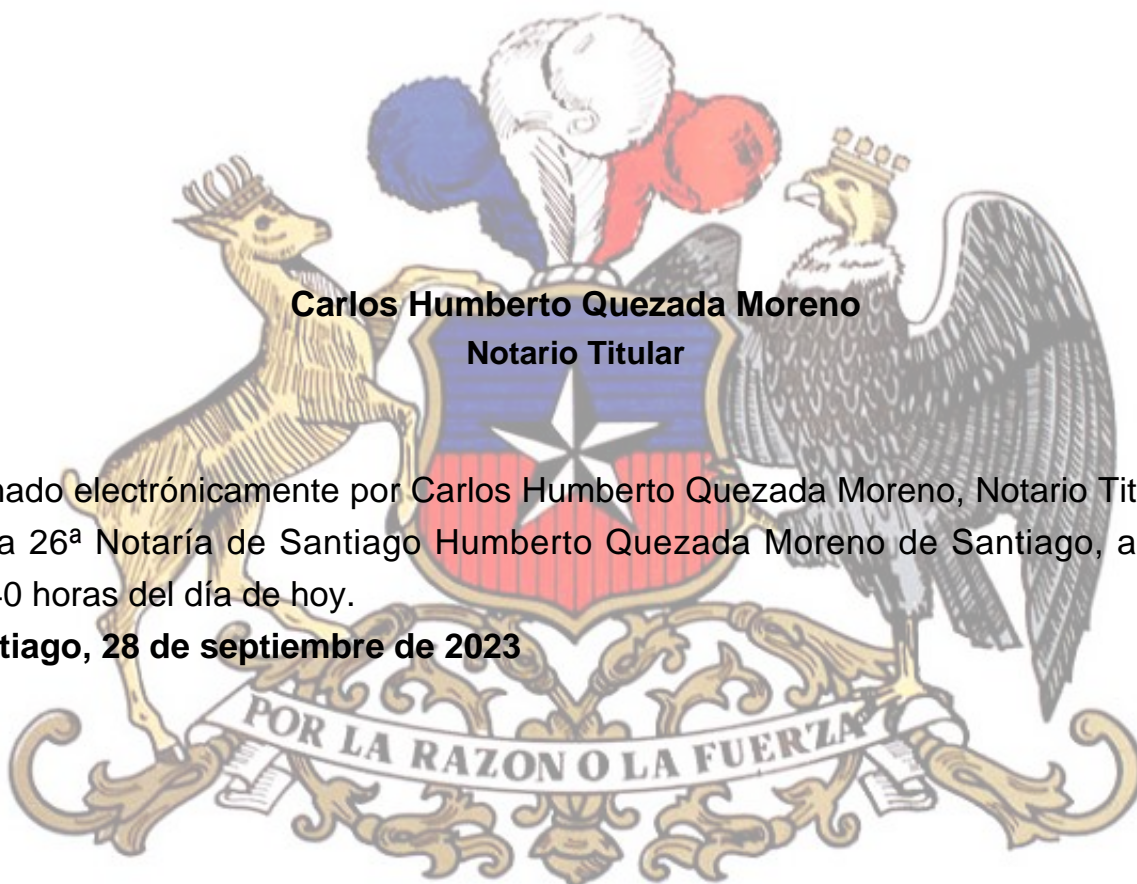 Carlos Humberto Quezada Moreno
Notario Titular
nado electrónicamente por Carlos Humberto Quezada Moreno, Notario Tit
a 26ª Notaría de Santiago Humberto Quezada Moreno de Santiago, a
40 horas del día de hoy.
tiago, 28 de septiembre de 2023
POR LA RAZON O LA FUERZA